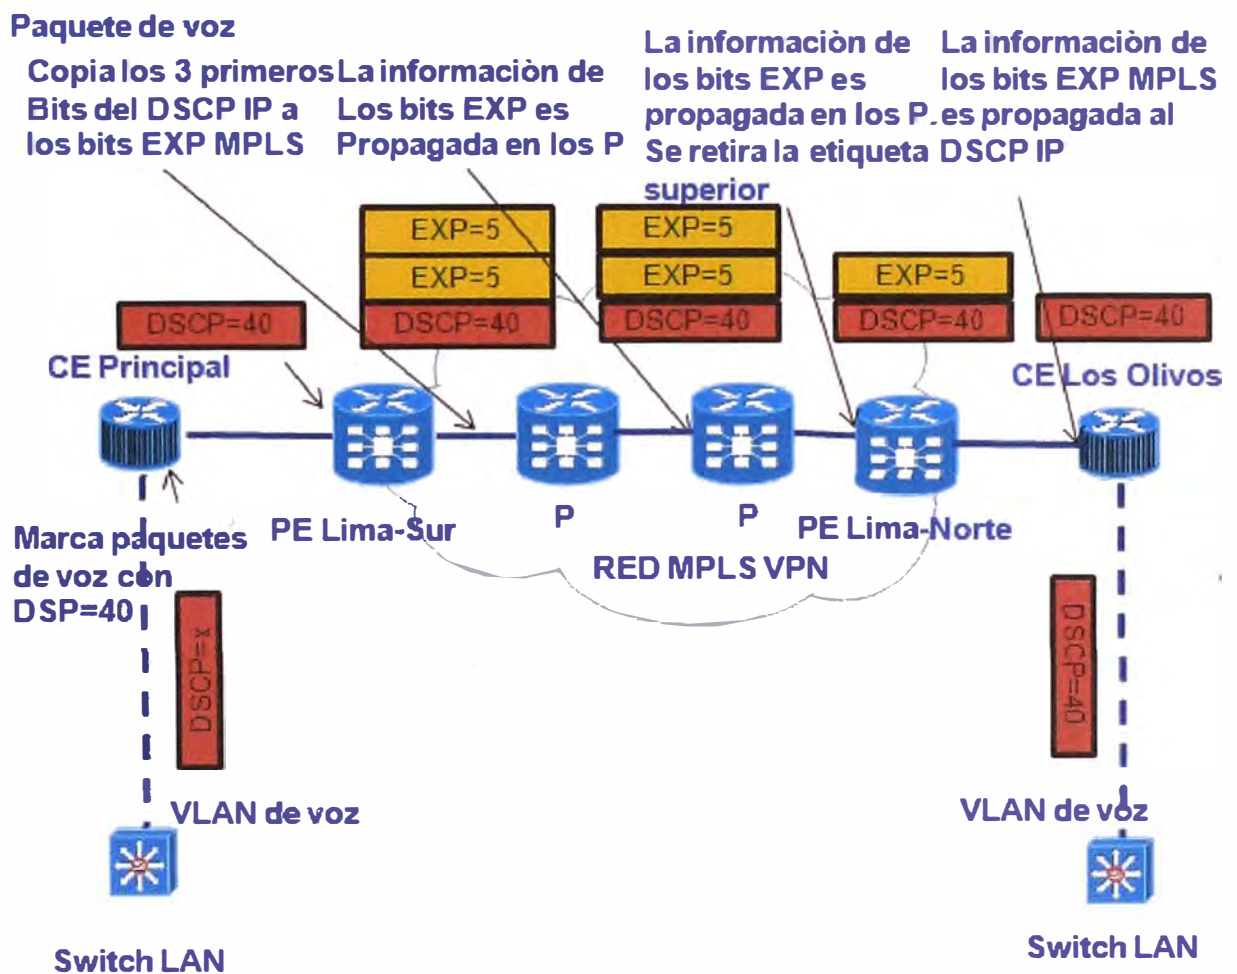 Paquete de voz
Copia los 3 primeros
Bits del DSCP IP a
los bits EXP MPLS
La informaciòn de
Los bits EXP es
Propagada en los P
La informaciòn de
los bits EXP es
propagada en los P.
Se retira la etiqueta
superior
La informaciòn de
los bits EXP MPLS
es propagada al
DSCP IP
EXP=5
EXP=5
DSCP=40
EXP=5
EXP=5
DSCP=40
EXP=5
DSCP=40
DSCP=40
DSCP=40
CE Principal
CE Los Olivos
PE Lima-Sur
P
P
PE Lima-Norte
RED MPLS VPN
Marca paquetes
de voz con
DSP=40
DSCP=x
DSCP=40
VLAN de voz
VLAN de voz
Switch LAN
Switch LAN